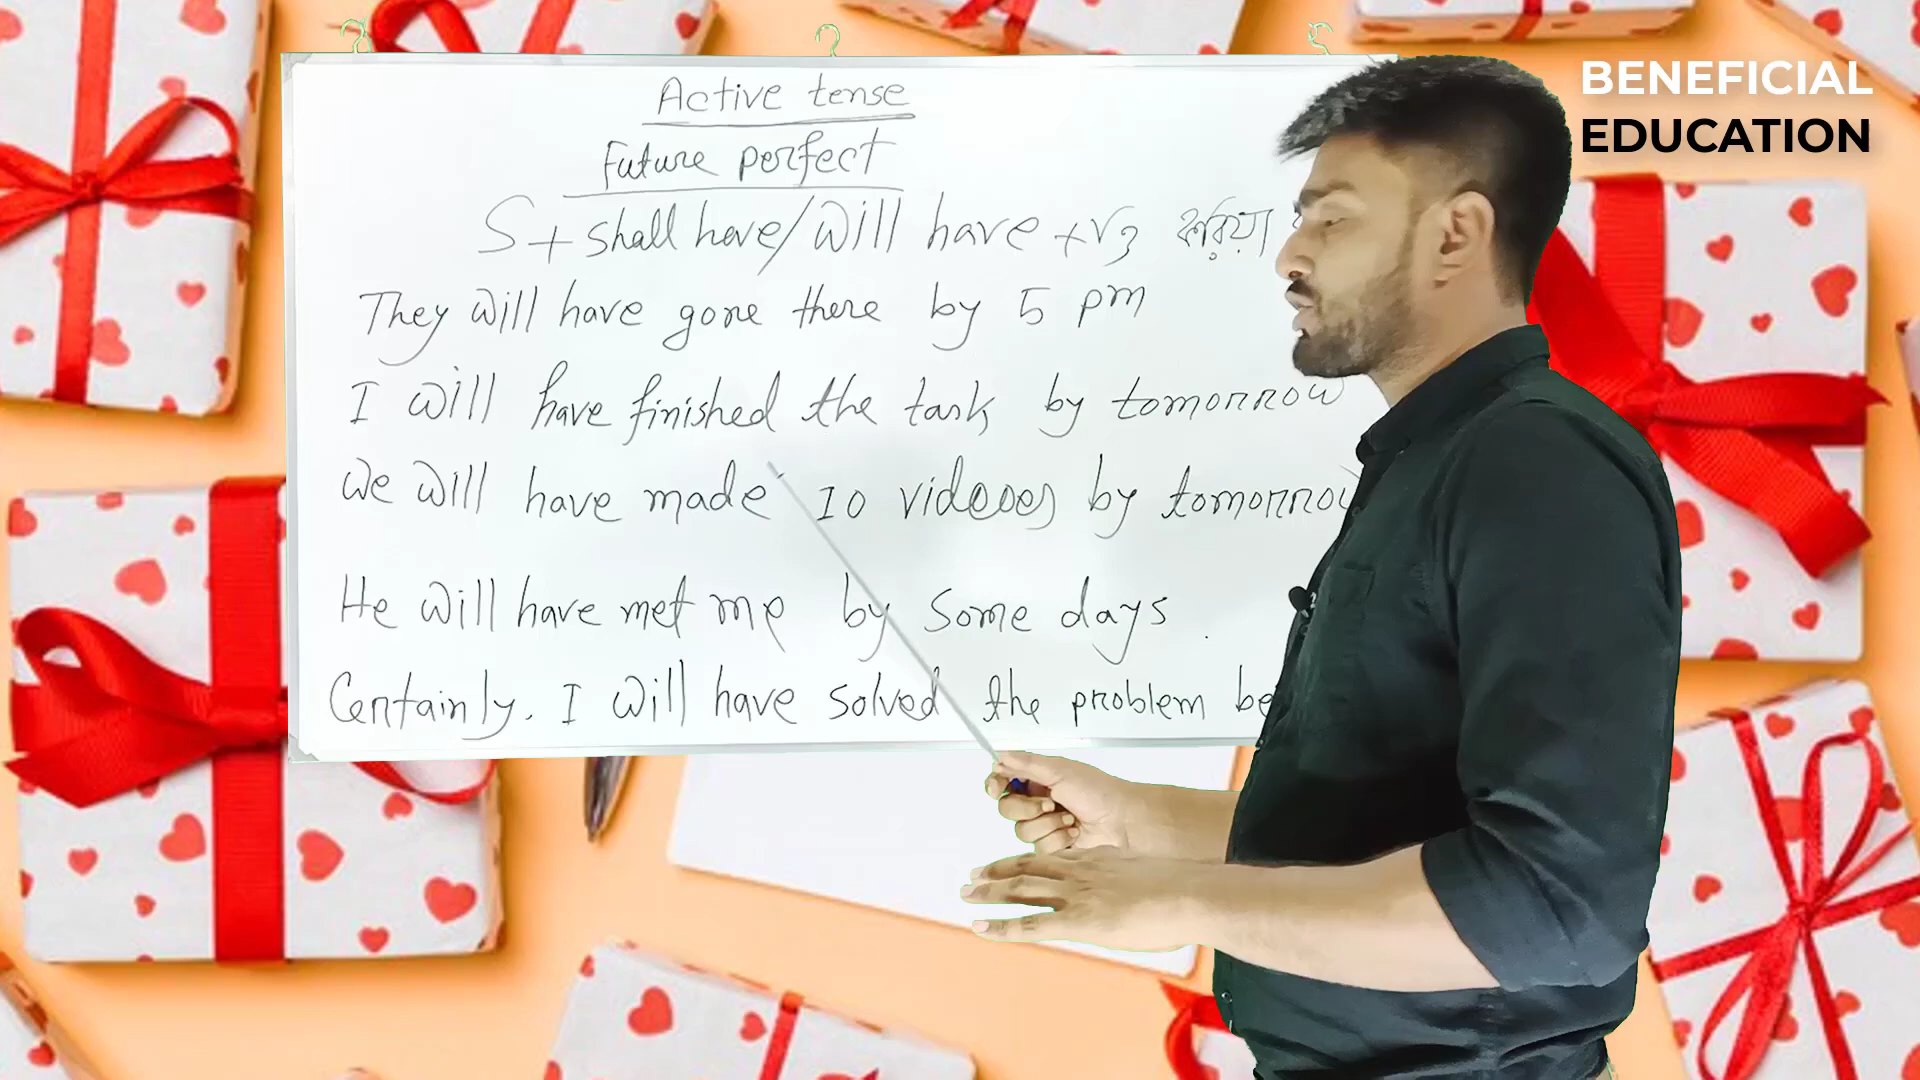 BENEFICIAL
EDUCATION
Active tense
Future perfect
S + shall have/will have + V3 করিয়া
They will have gone there by 5 pm
I will have finished the task by tomorrow
We will have made 10 videoes by tomorrow
He will have met me by some days.
Certainly. I will have solved the problem be